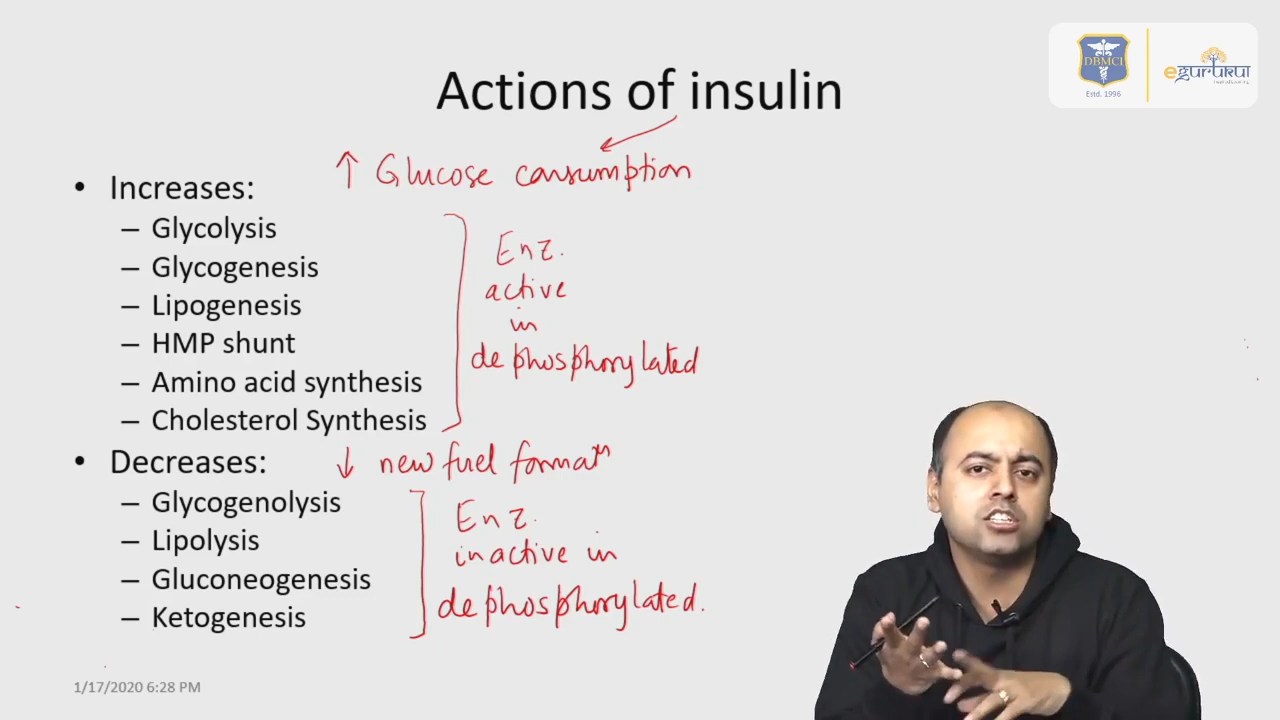 DBMCI
Estd. 1996
eGURUKUL
Actions of insulin
↑ Glucose consumption
• Increases:
– Glycolysis
– Glycogenesis
– Lipogenesis
– HMP shunt
– Amino acid synthesis
– Cholesterol Synthesis
Enz.
active
in
dephosphorylated
• Decreases:
↓ new fuel formatn
– Glycogenolysis
– Lipolysis
– Gluconeogenesis
– Ketogenesis
Enz.
inactive in
dephosphorylated.
1/17/2020 6:28 PM